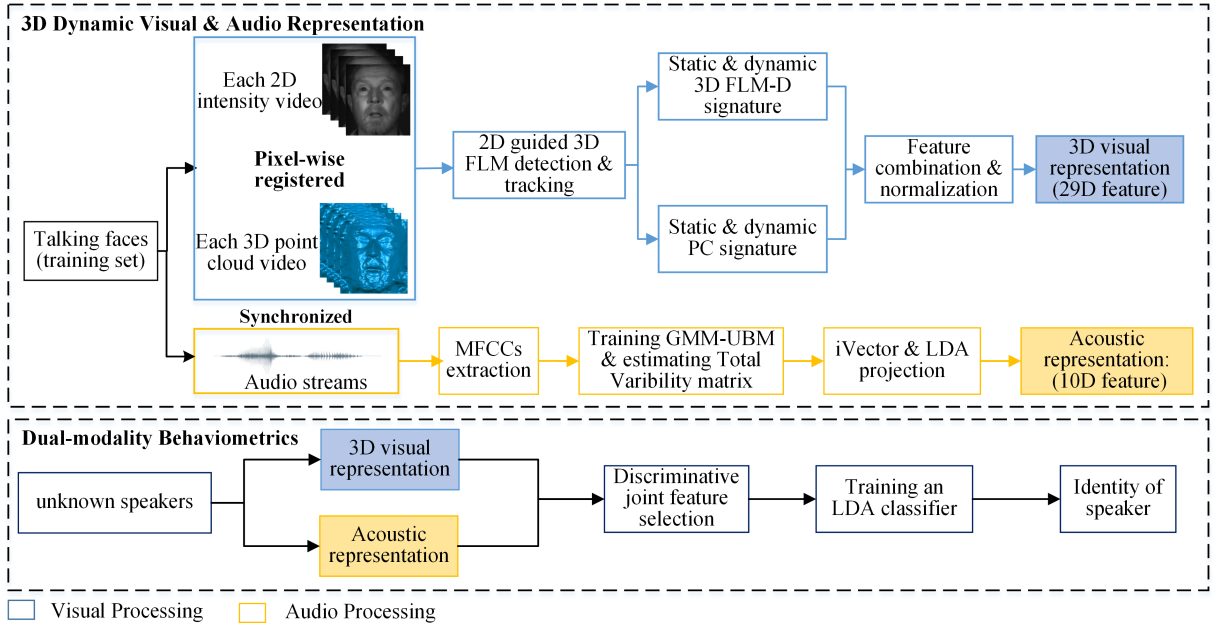 3D Dynamic Visual & Audio Representation
Each 2D
intensity video
Pixel-wise
registered
Each 3D point
cloud video
Talking faces
(training set)
2D guided 3D
FLM detection &
tracking
Static & dynamic
3D FLM-D
signature
Static & dynamic
PC signature
Feature
combination &
normalization
3D visual
representation
(29D feature)
Synchronized
Audio streams
MFCCs
extraction
Training GMM-UBM
& estimating Total
Varibility matrix
iVector & LDA
projection
Acoustic
representation:
(10D feature)
Dual-modality Behaviometrics
unknown speakers
3D visual
representation
Acoustic
representation
Discriminative
joint feature
selection
Training an
LDA classifier
Identity of
speaker
Visual Processing
Audio Processing